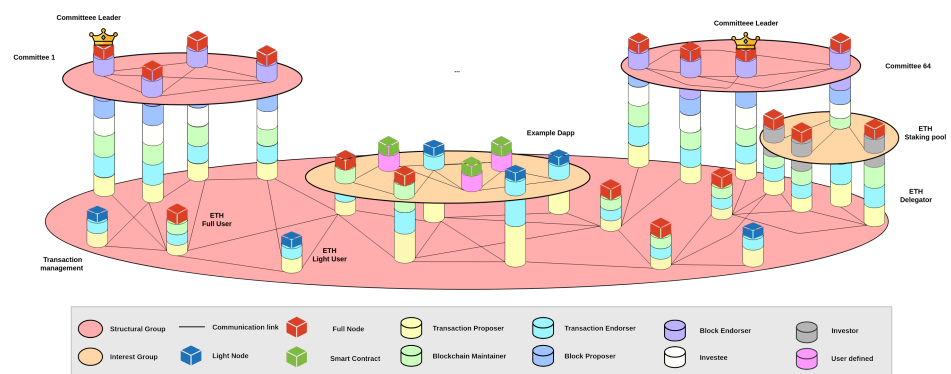 Committeee Leader
Committeee Leader
Committee 1
...
Committee 64
Example Dapp
ETH
Staking pool
ETH
Delegator
ETH
Full User
ETH
Light User
Transaction
management
Structural Group
Communication link
Full Node
Transaction Proposer
Transaction Endorser
Block Endorser
Investor
Interest Group
Light Node
Smart Contract
Blockchain Maintainer
Block Proposer
Investee
User defined